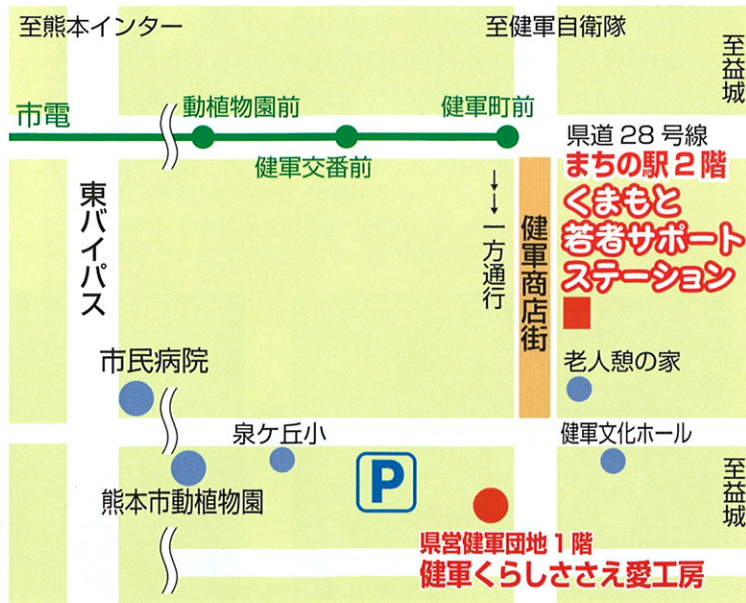 至熊本インター
至健軍自衛隊
至益城
市電
動植物園前
健軍町前
健軍交番前
県道 28 号線
まちの駅 2 階
くまもと
若者サポート
ステーション
東バイパス
→→一方通行
健軍商店街
市民病院
老人憩の家
泉ケ丘小
健軍文化ホール
P
熊本市動植物園
至益城
県営健軍団地 1 階
健軍くらしささえ愛工房